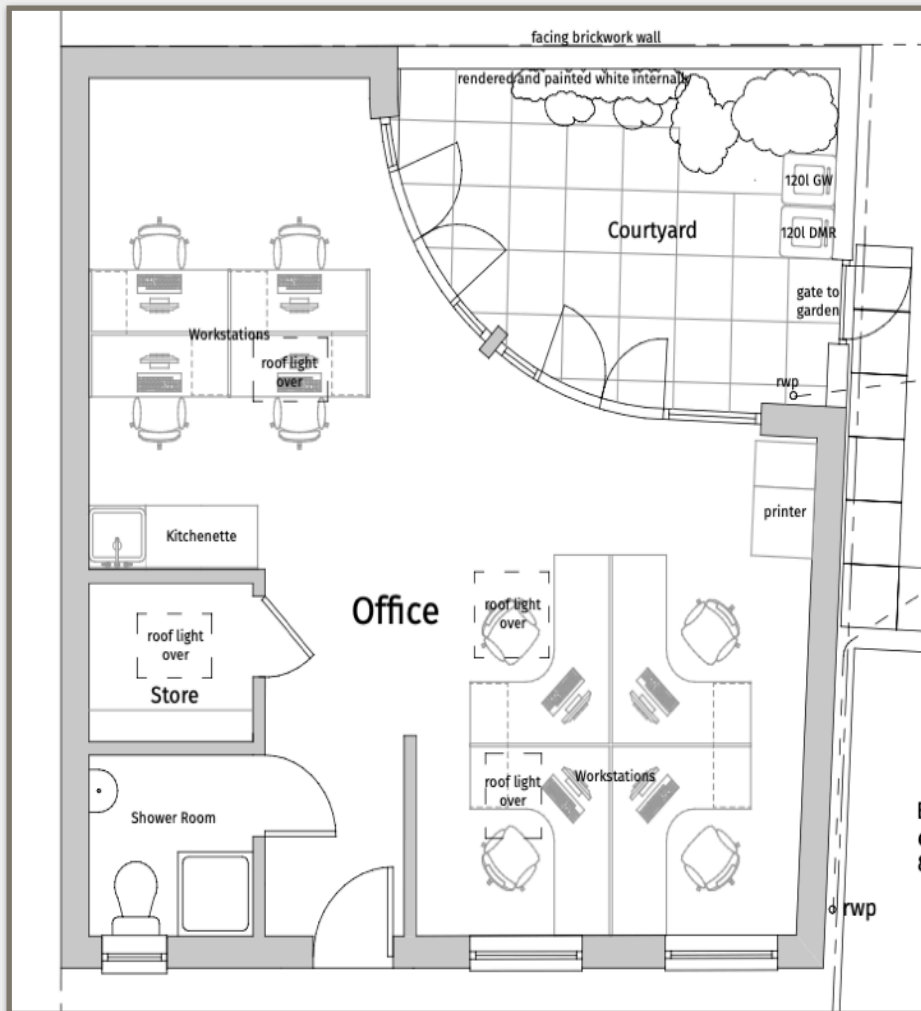 facing brickwork wall
rendered and painted white internally
120l GW
120l DMR
Courtyard
gate to
garden
Workstations
roof light
over
rwp
printer
Kitchenette
Office
roof light
over
roof light
over
Store
roof light
over
Workstations
Shower Room
rwp